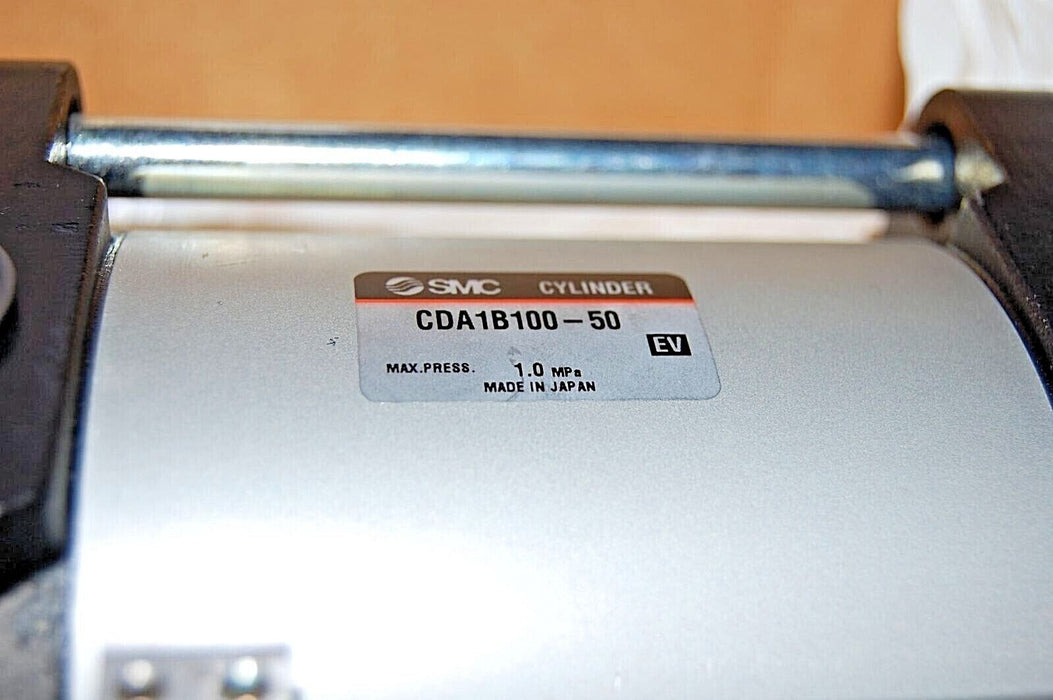 SMC CYLINDER
CDA1B100-50
EV
MAX.PRESS. 1.0 MPa
MADE IN JAPAN